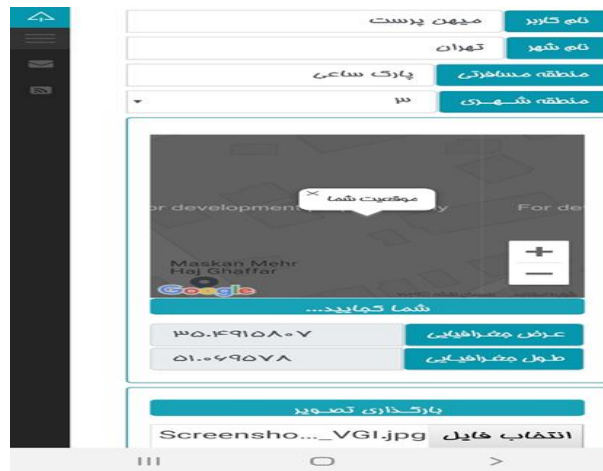 نام کاربر میهن پرست
نام شهر تهران
منطقه مسافرتی پارک ساعی
منطقه شهری ۳
موقعیت شما ×
or development
y
For de
Maskan Mehr
Haj Ghaffar
+
−
Google
شما کجایید...
عرض جغرافیایی ۳۵.۴۹۱۵۸۰۷
طول جغرافیایی ۵۱.۰۶۹۵۷۸
بارگذاری تصویر
انتخاب فایل Screensho..._VGI.jpg